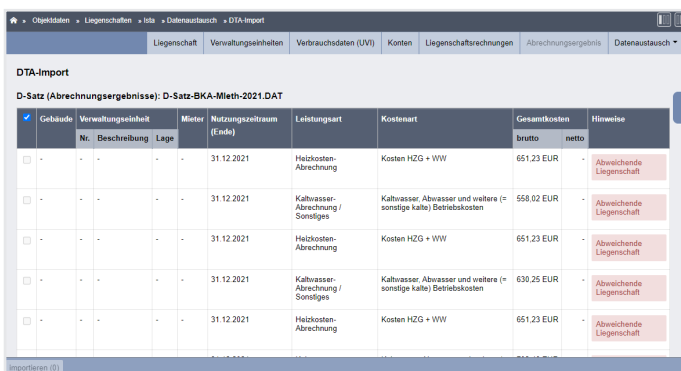 » Objektdaten » Liegenschaften » Ista » Datenaustausch » DTA-Import
Liegenschaft Verwaltungseinheiten Verbrauchsdaten (UVI) Konten Liegenschaftsrechnungen Abrechnungsergebnis Datenaustausch
DTA-Import
D-Satz (Abrechnungsergebnisse): D-Satz-BKA-Mleth-2021.DAT
Gebäude Verwaltungseinheit Mieter Nutzungszeitraum Leistungsart Kostenart Gesamtkosten Hinweise
Nr. Beschreibung Lage (Ende) brutto netto
- - - - 31.12.2021 Heizkosten- Kosten HZG + WW 651,23 EUR - Abweichende
Abrechnung Liegenschaft
- - - - 31.12.2021 Kaltwasser- Kaltwasser, Abwasser und weitere (= 558,02 EUR - Abweichende
Abrechnung / sonstige kalte) Betriebskosten Liegenschaft
Sonstiges
- - - - 31.12.2021 Heizkosten- Kosten HZG + WW 651,23 EUR - Abweichende
Abrechnung Liegenschaft
- - - - 31.12.2021 Kaltwasser- Kaltwasser, Abwasser und weitere (= 630,25 EUR - Abweichende
Abrechnung / sonstige kalte) Betriebskosten Liegenschaft
Sonstiges
- - - - 31.12.2021 Heizkosten- Kosten HZG + WW 651,23 EUR - Abweichende
Abrechnung Liegenschaft
Importieren (0)